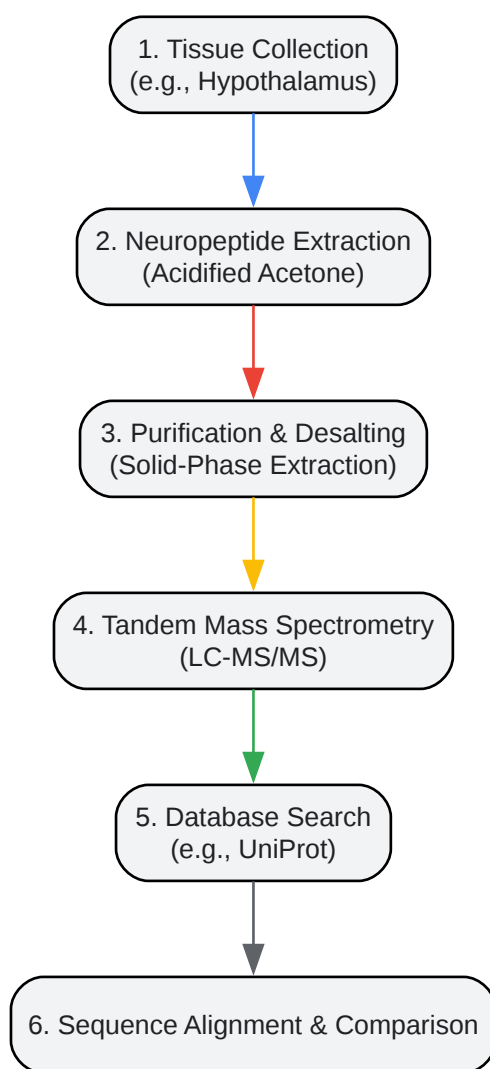 1. Tissue Collection
(e.g., Hypothalamus)
2. Neuropeptide Extraction
(Acidified Acetone)
3. Purification & Desalting
(Solid-Phase Extraction)
4. Tandem Mass Spectrometry
(LC-MS/MS)
5. Database Search
(e.g., UniProt)
6. Sequence Alignment & Comparison